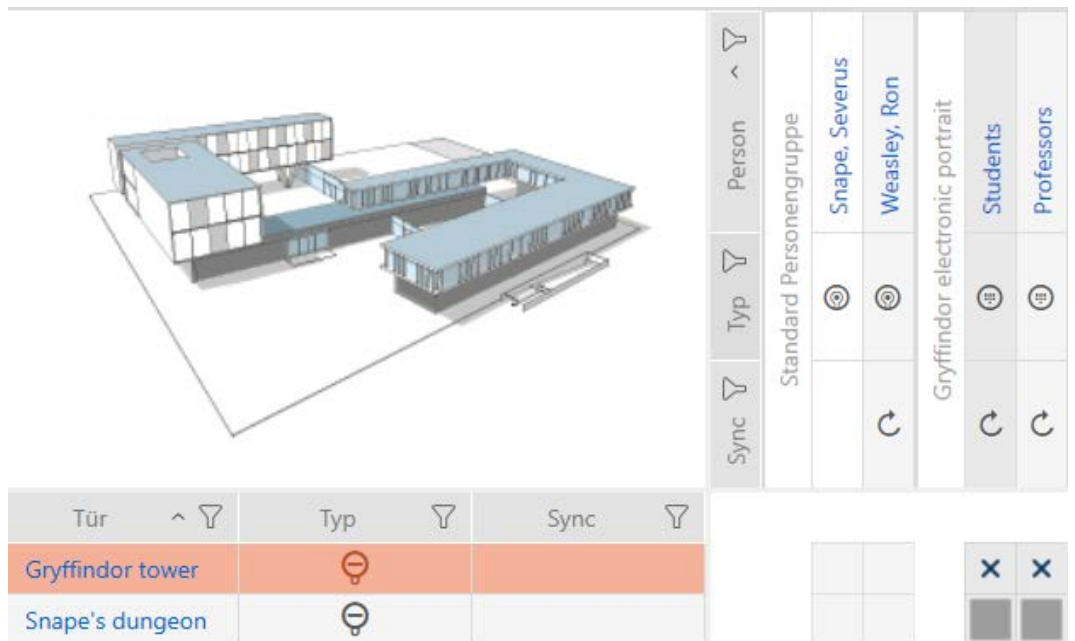 Person
Typ
Sync
Standard Personengruppe
Snape, Severus
Weasley, Ron
Gryffindor electronic portrait
Students
Professors
Tür Typ Sync
Gryffindor tower
Snape's dungeon